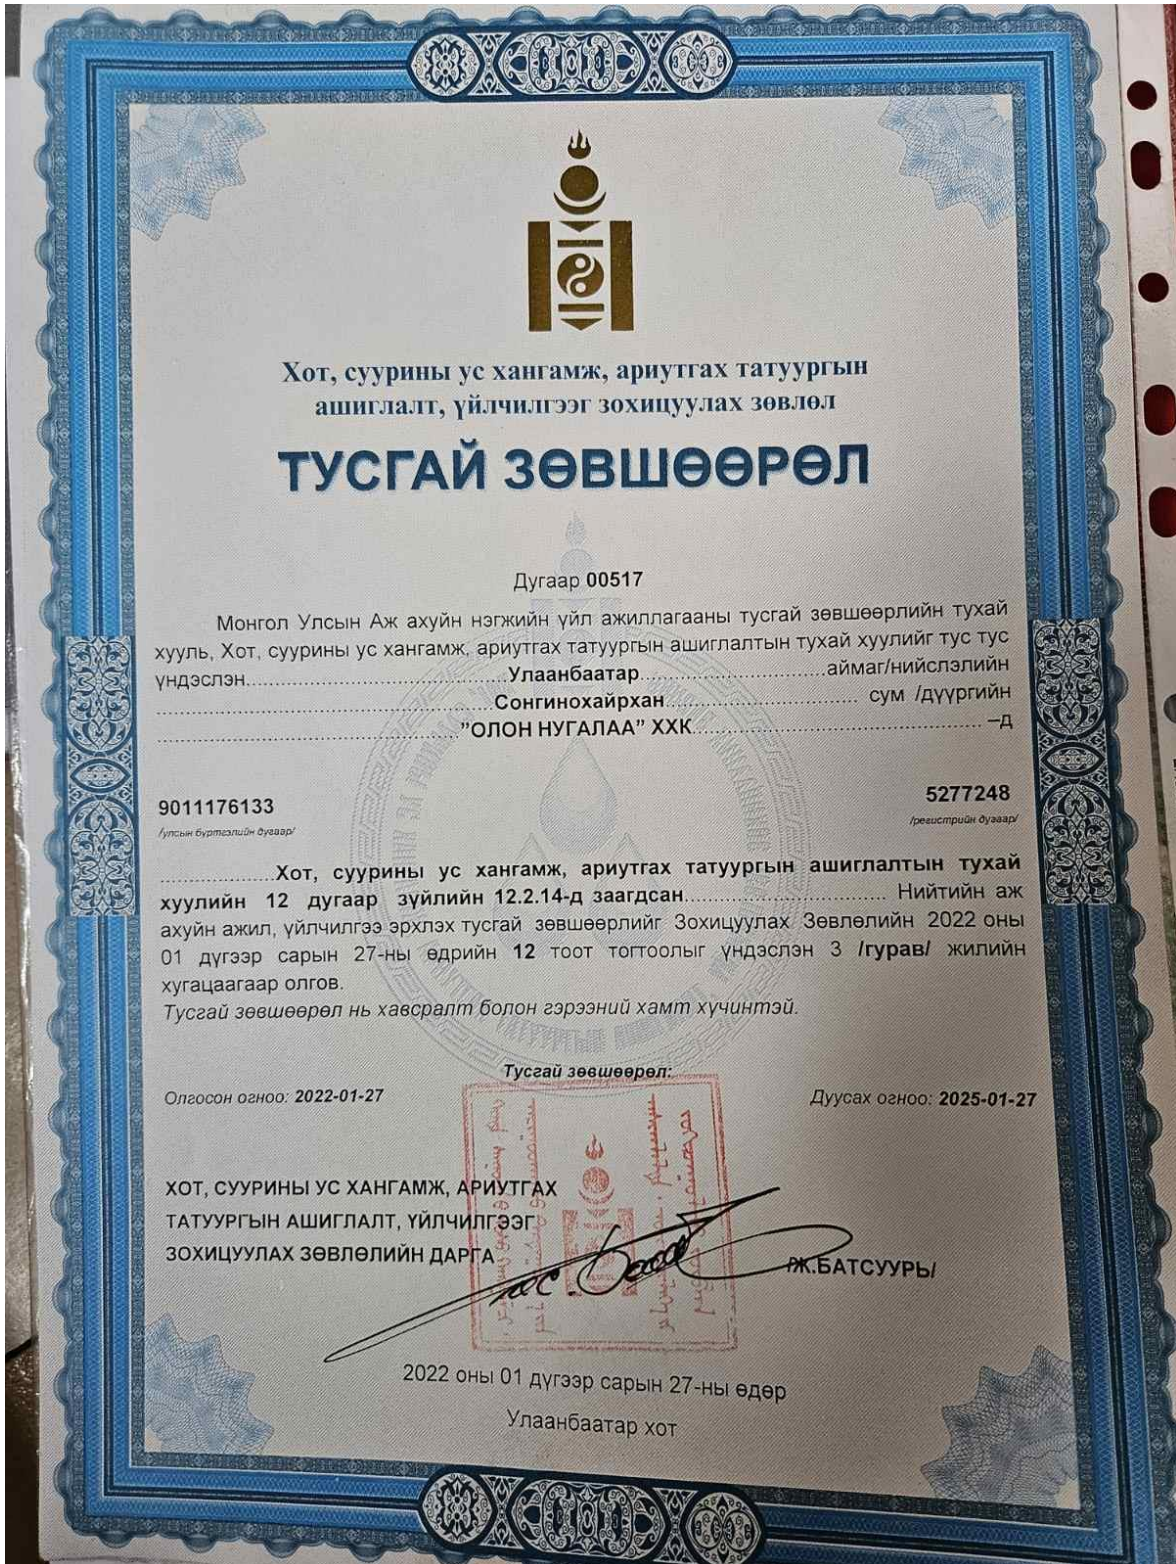 Хот, суурины ус хангамж, ариутгах татуургын
ашиглалт, үйлчилгээг зохицуулах зөвлөл
ТУСГАЙ ЗӨВШӨӨРӨЛ
Дугаар 00517
Монгол Улсын Аж ахуйн нэгжийн үйл ажиллагааны тусгай зөвшөөрлийн тухай
хууль, Хот, суурины ус хангамж, ариутгах татуургын ашиглалтын тухай хуулийг тус тус
үндэслэн..............................................Улаанбаатар.................................аймаг/нийслэлийн
............................................................Сонгинохайрхан.................................. сум /дүүргийн
......................................................"ОЛОН НУГАЛАА" ХХК.................................................... –д
9011176133 5277248
/улсын бүртгэлийн дугаар/ /регистрийн дугаар/
....................Хот, суурины ус хангамж, ариутгах татуургын ашиглалтын тухай
хуулийн 12 дугаар зүйлийн 12.2.14-д заагдсан....................................... Нийтийн аж
ахуйн ажил, үйлчилгээ эрхлэх тусгай зөвшөөрлийг Зохицуулах Зөвлөлийн 2022 оны
01 дүгээр сарын 27-ны өдрийн 12 тоот тогтоолыг үндэслэн 3 /гурав/ жилийн
хугацаагаар олгов.
Тусгай зөвшөөрөл нь хавсралт болон гэрээний хамт хүчинтэй.
Тусгай зөвшөөрөл:
Олгосон огноо: 2022-01-27 Дуусах огноо: 2025-01-27
ХОТ, СУУРИНЫ УС ХАНГАМЖ, АРИУТГАХ
ТАТУУРГЫН АШИГЛАЛТ, ҮЙЛЧИЛГЭЭГ
ЗОХИЦУУЛАХ ЗӨВЛӨЛИЙН ДАРГА /Ж.БАТСУУРЬ/
2022 оны 01 дүгээр сарын 27-ны өдөр
Улаанбаатар хот